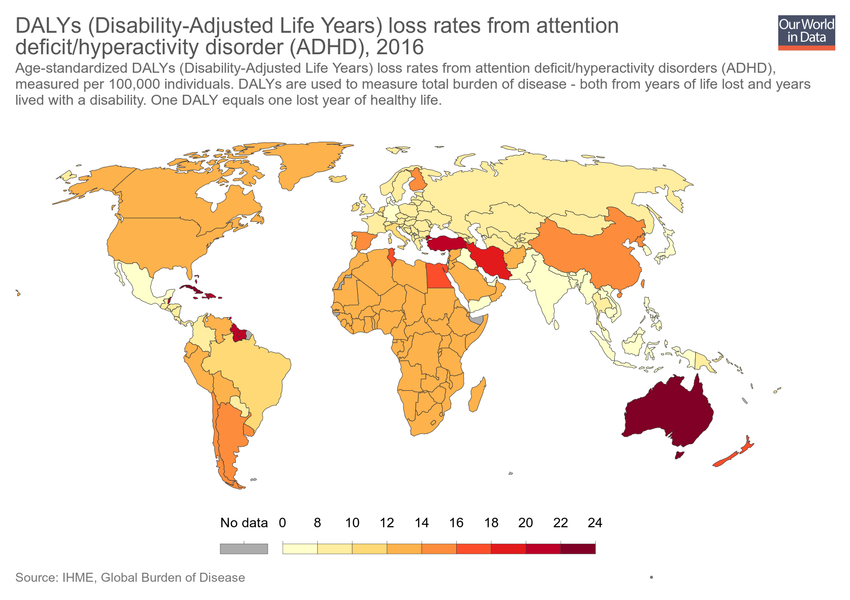 DALYs (Disability-Adjusted Life Years) loss rates from attention
deficit/hyperactivity disorder (ADHD), 2016
Our World
in Data
Age-standardized DALYs (Disability-Adjusted Life Years) loss rates from attention deficit/hyperactivity disorders (ADHD),
measured per 100,000 individuals. DALYs are used to measure total burden of disease - both from years of life lost and years
lived with a disability. One DALY equals one lost year of healthy life.
No data 0 8 10 12 14 16 18 20 22 24
Source: IHME, Global Burden of Disease